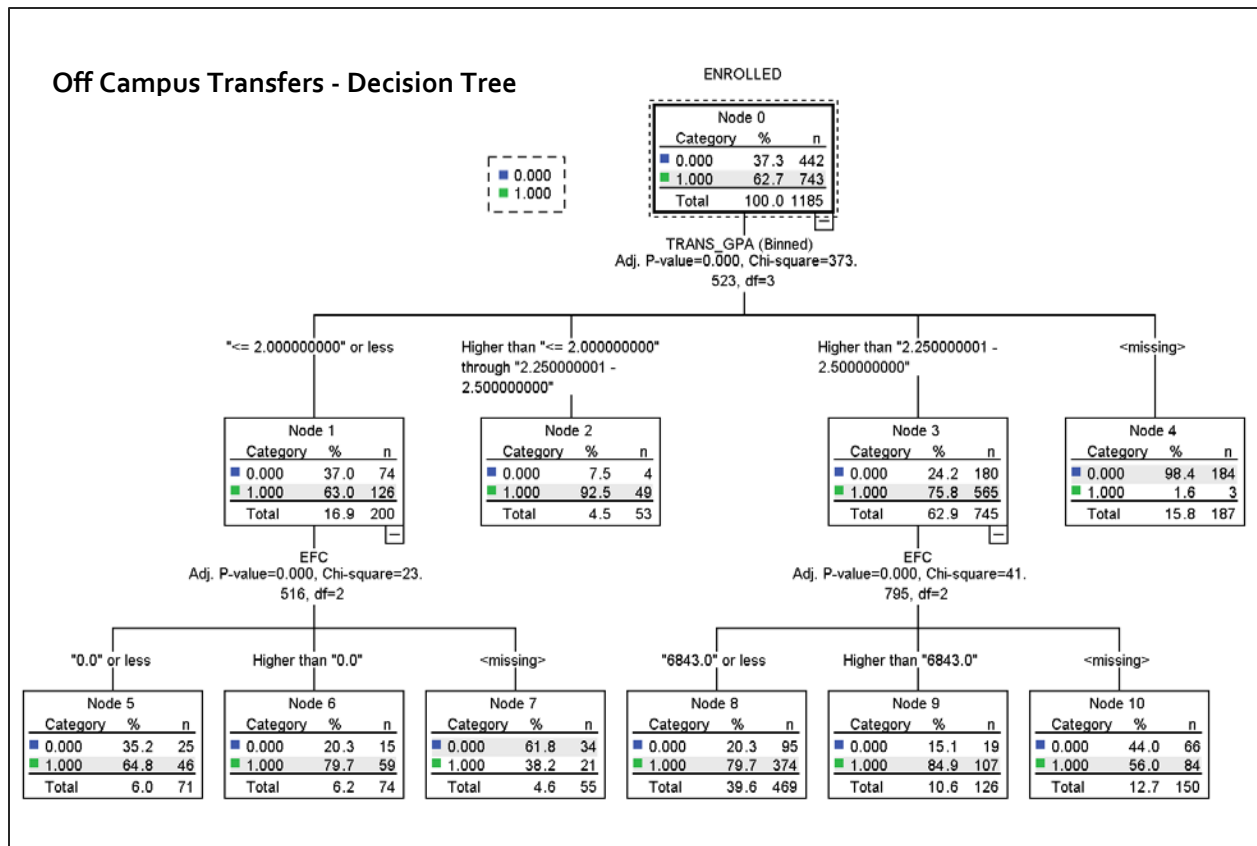 Off Campus Transfers - Decision Tree
ENROLLED
Node 0
Category % n
0.000 37.3 442
1.000 62.7 743
Total 100.0 1185
0.000
1.000
TRANS_GPA (Binned)
Adj. P-value=0.000, Chi-square=373.
523, df=3
"<= 2.000000000" or less
Higher than "<= 2.000000000"
through "2.250000001 -
2.500000000"
Higher than "2.250000001 -
2.500000000"
<missing>
Node 1
Category % n
0.000 37.0 74
1.000 63.0 126
Total 16.9 200
Node 2
Category % n
0.000 7.5 4
1.000 92.5 49
Total 4.5 53
Node 3
Category % n
0.000 24.2 180
1.000 75.8 565
Total 62.9 745
Node 4
Category % n
0.000 98.4 184
1.000 1.6 3
Total 15.8 187
EFC
Adj. P-value=0.000, Chi-square=23.
516, df=2
EFC
Adj. P-value=0.000, Chi-square=41.
795, df=2
"0.0" or less
Higher than "0.0"
<missing>
"6843.0" or less
Higher than "6843.0"
<missing>
Node 5
Category % n
0.000 35.2 25
1.000 64.8 46
Total 6.0 71
Node 6
Category % n
0.000 20.3 15
1.000 79.7 59
Total 6.2 74
Node 7
Category % n
0.000 61.8 34
1.000 38.2 21
Total 4.6 55
Node 8
Category % n
0.000 20.3 95
1.000 79.7 374
Total 39.6 469
Node 9
Category % n
0.000 15.1 19
1.000 84.9 107
Total 10.6 126
Node 10
Category % n
0.000 44.0 66
1.000 56.0 84
Total 12.7 150